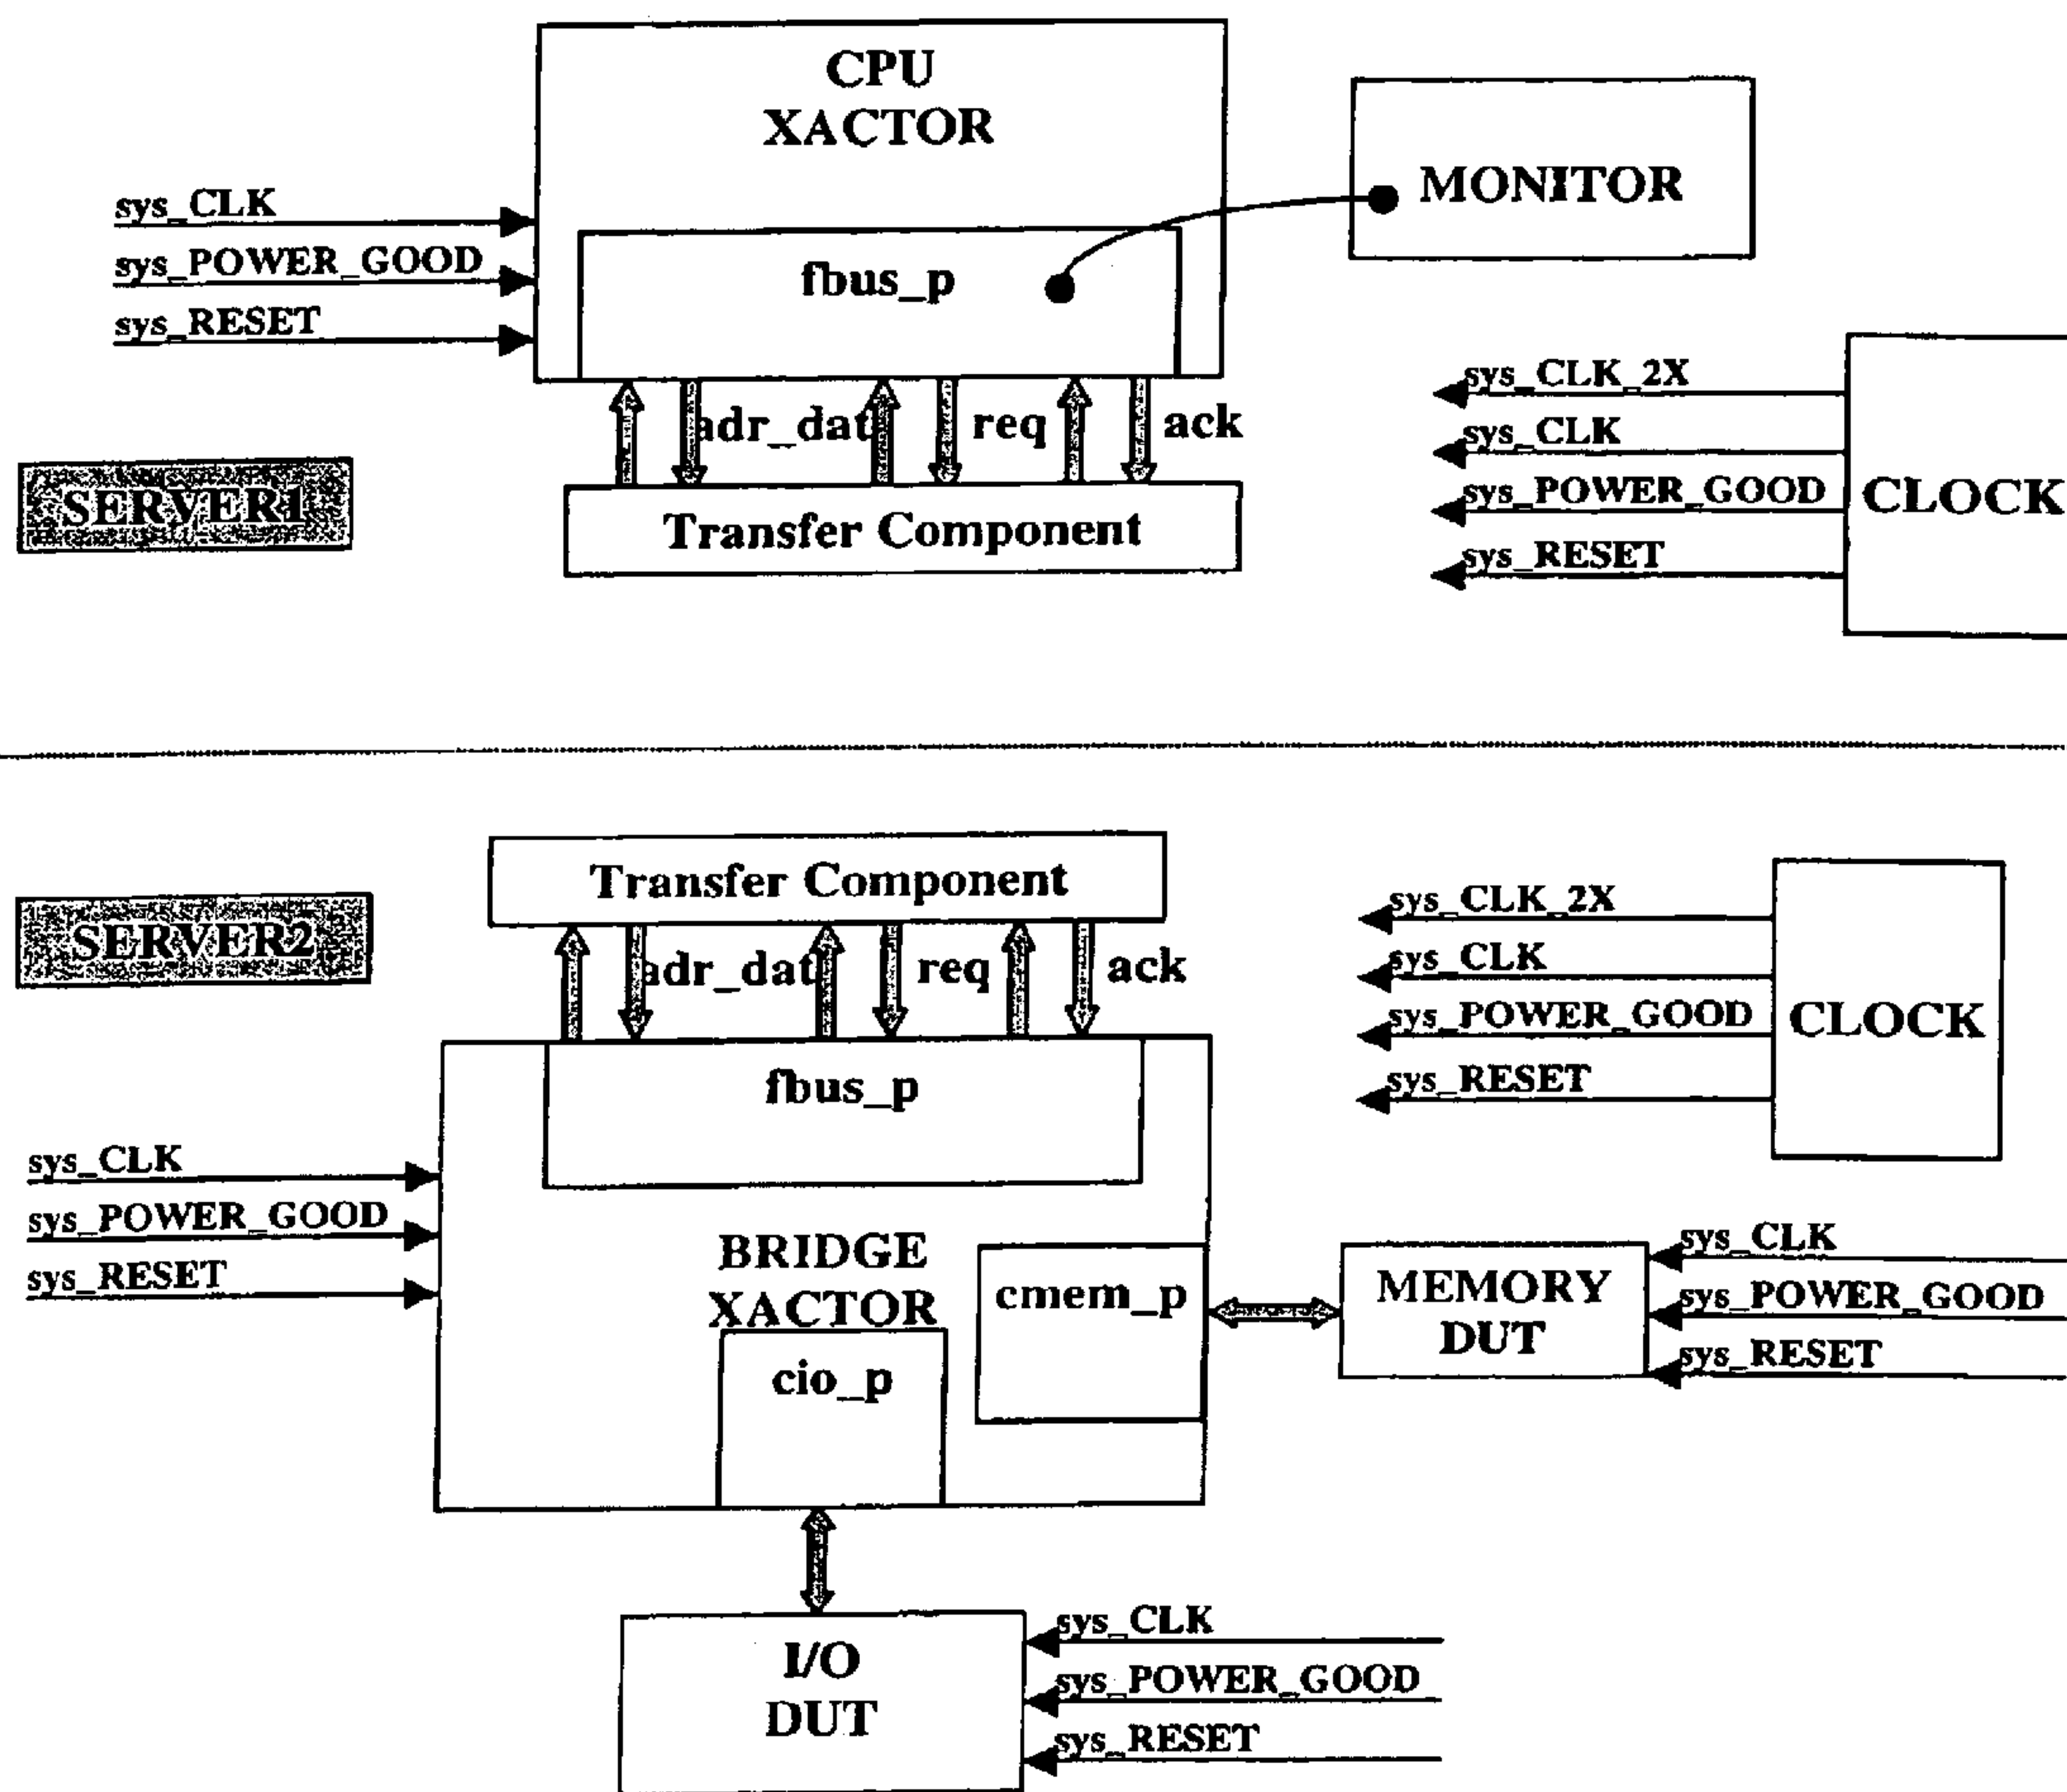 CPU
XACTOR
MONITOR
sys_CLK
sys_POWER_GOOD
sys_RESET
fbus_p
sys_CLK_2X
sys_CLK
sys_POWER_GOOD
sys_RESET
CLOCK
adr_dat
req
ack
SERVER1
Transfer Component
Transfer Component
SERVER2
adr_dat
req
ack
sys_CLK_2X
sys_CLK
sys_POWER_GOOD
sys_RESET
CLOCK
fbus_p
sys_CLK
sys_POWER_GOOD
sys_RESET
BRIDGE
XACTOR
cmem_p
cio_p
MEMORY
DUT
sys_CLK
sys_POWER_GOOD
sys_RESET
I/O
DUT
sys_CLK
sys_POWER_GOOD
sys_RESET